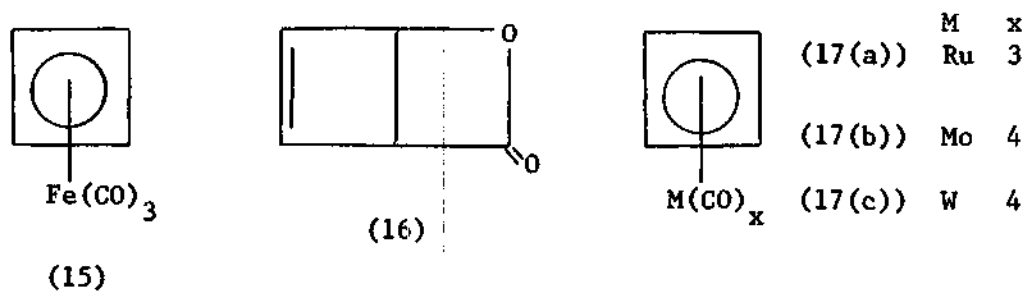 M x
O
(17(a)) Ru 3
(17(b)) Mo 4
O
Fe(CO)3
M(CO)x
(17(c)) W 4
(16)
(15)